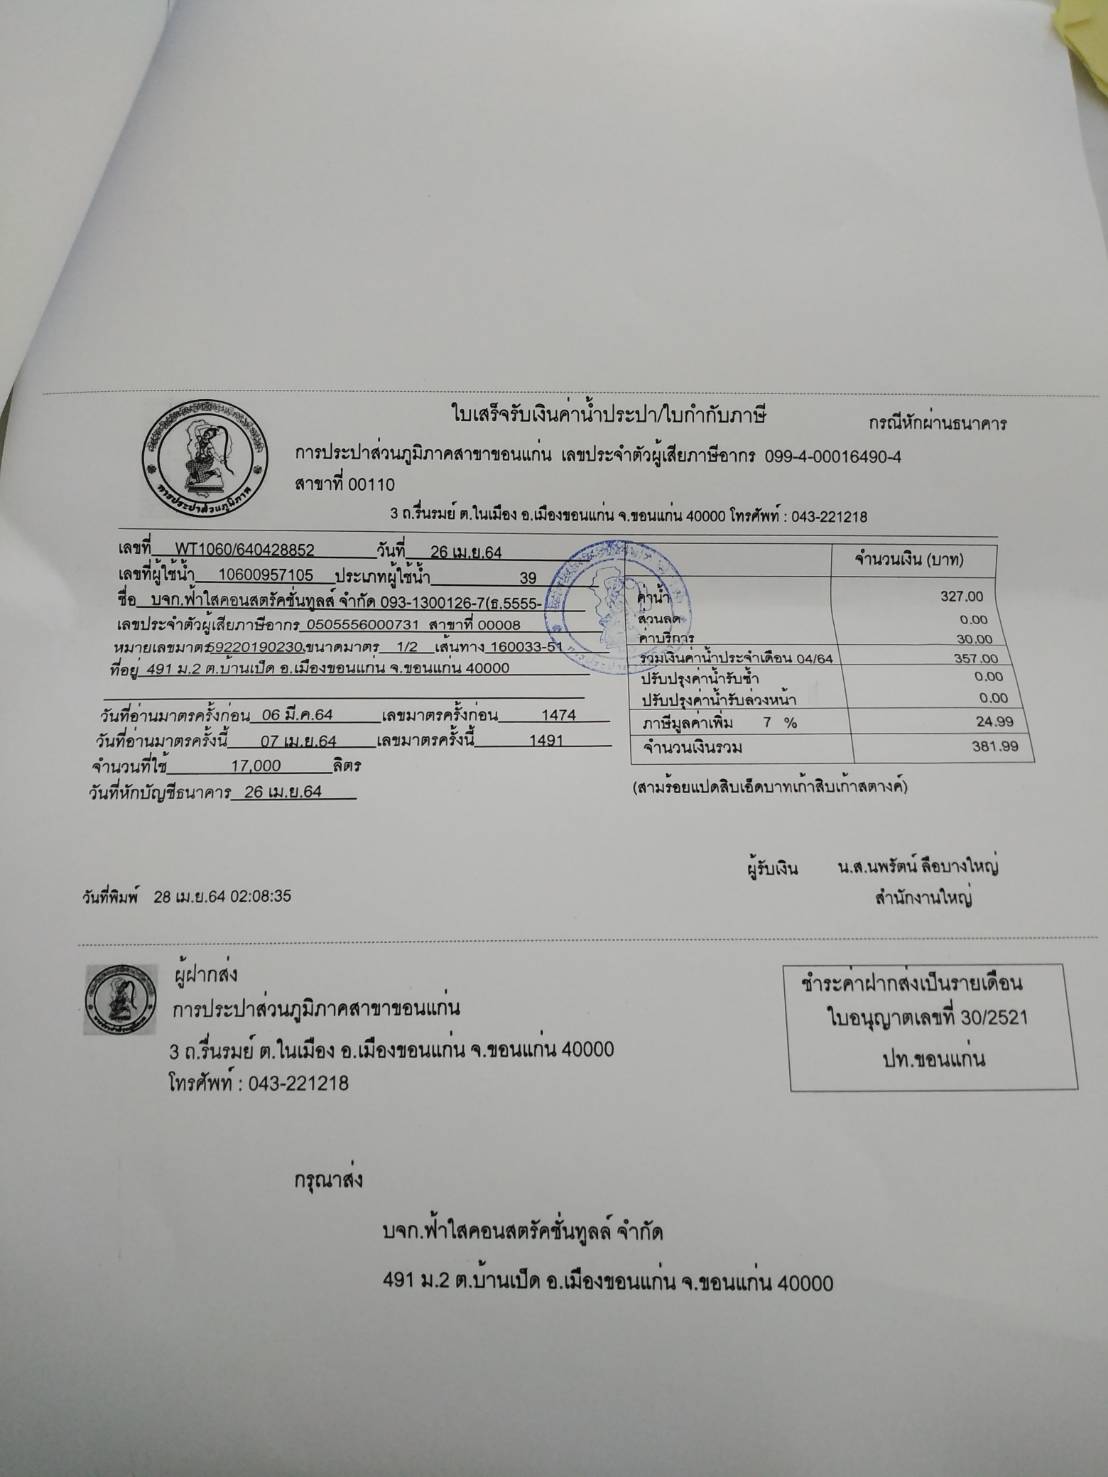 ใบเสร็จรับเงินค่าน้ำประปา/ใบกำกับภาษี
กรณีหักผ่านธนาคาร
การประปาส่วนภูมิภาคสาขาขอนแก่น เลขประจำตัวผู้เสียภาษีอากร 099-4-00016490-4
สาขาที่ 00110
3 ถ.รื่นรมย์ ต.ในเมือง อ.เมืองขอนแก่น จ.ขอนแก่น 40000 โทรศัพท์ : 043-221218
การประปาส่วนภูมิภาค
เลขที่ WT1060/640428852 วันที่ 26 เม.ย.64
เลขที่ผู้ใช้น้ำ 10600957105 ประเภทผู้ใช้น้ำ 39
ชื่อ บจก.ฟ้าใสคอนสตรัคชั่นทูลส์ จำกัด 093-1300126-7(ธ.5555-
เลขประจำตัวผู้เสียภาษีอากร 0505556000731 สาขาที่ 00008
หมายเลขมาตร 59220190230 ขนาดมาตร 1/2 เส้นทาง 160033-51
ที่อยู่ 491 ม.2 ต.บ้านเป็ด อ.เมืองขอนแก่น จ.ขอนแก่น 40000
วันที่อ่านมาตรครั้งก่อน 06 มี.ค.64 เลขมาตรครั้งก่อน 1474
วันที่อ่านมาตรครั้งนี้ 07 เม.ย.64 เลขมาตรครั้งนี้ 1491
จำนวนที่ใช้ 17,000 ลิตร
วันที่หักบัญชีธนาคาร 26 เม.ย.64
จำนวนเงิน (บาท)
ค่าน้ำ 327.00
ส่วนลด 0.00
ค่าบริการ 30.00
รวมเงินค่าน้ำประจำเดือน 04/64 357.00
ปรับปรุงค่าน้ำรับซ้ำ 0.00
ปรับปรุงค่าน้ำรับล่วงหน้า 0.00
ภาษีมูลค่าเพิ่ม 7 % 24.99
จำนวนเงินรวม 381.99
(สามร้อยแปดสิบเอ็ดบาทเก้าสิบเก้าสตางค์)
ผู้รับเงิน น.ส.นพรัตน์ ลือบางใหญ่
สำนักงานใหญ่
วันที่พิมพ์ 28 เม.ย.64 02:08:35
ผู้ฝากส่ง
การประปาส่วนภูมิภาคสาขาขอนแก่น
3 ถ.รื่นรมย์ ต.ในเมือง อ.เมืองขอนแก่น จ.ขอนแก่น 40000
โทรศัพท์ : 043-221218
ชำระค่าฝากส่งเป็นรายเดือน
ใบอนุญาตเลขที่ 30/2521
ปท.ขอนแก่น
กรุณาส่ง
บจก.ฟ้าใสคอนสตรัคชั่นทูลส์ จำกัด
491 ม.2 ต.บ้านเป็ด อ.เมืองขอนแก่น จ.ขอนแก่น 40000